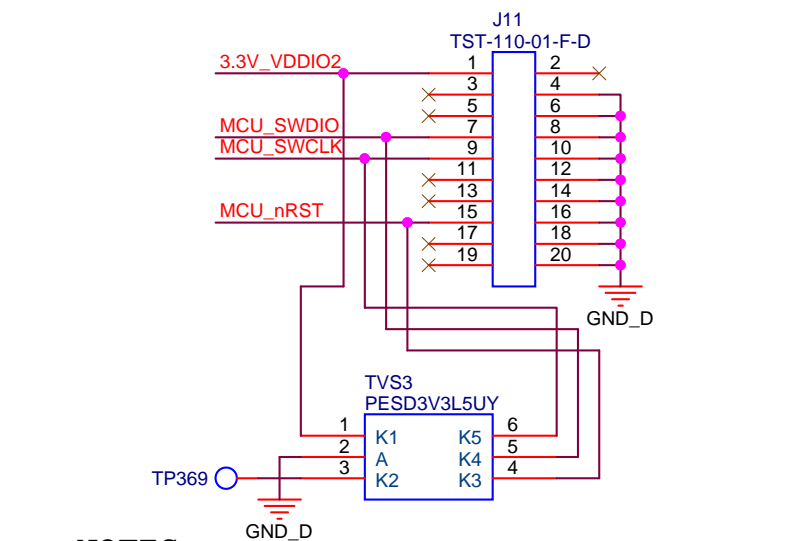 J11
TST-110-01-F-D
3.3V_VDDIO2 1 2
3 4
5 6
MCU_SWDIO 7 8
MCU_SWCLK 9 10
11 12
13 14
MCU_nRST 15 16
17 18
19 20
GND_D
TVS3
PESD3V3L5UY
1 K1 K5 6
2 A K4 5
TP369 3 K2 K3 4
GND_D